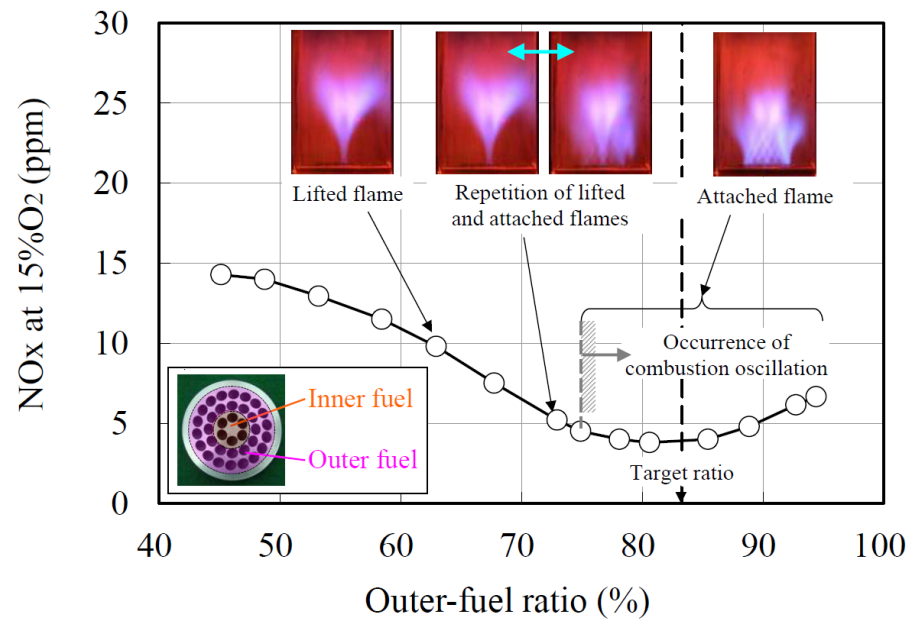 NOx at 15%O2 (ppm)
30
25
20
15
10
5
0
Lifted flame
Repetition of lifted
and attached flames
Attached flame
Occurrence of
combustion oscillation
Inner fuel
Outer fuel
Target ratio
40 50 60 70 80 90 100
Outer-fuel ratio (%)